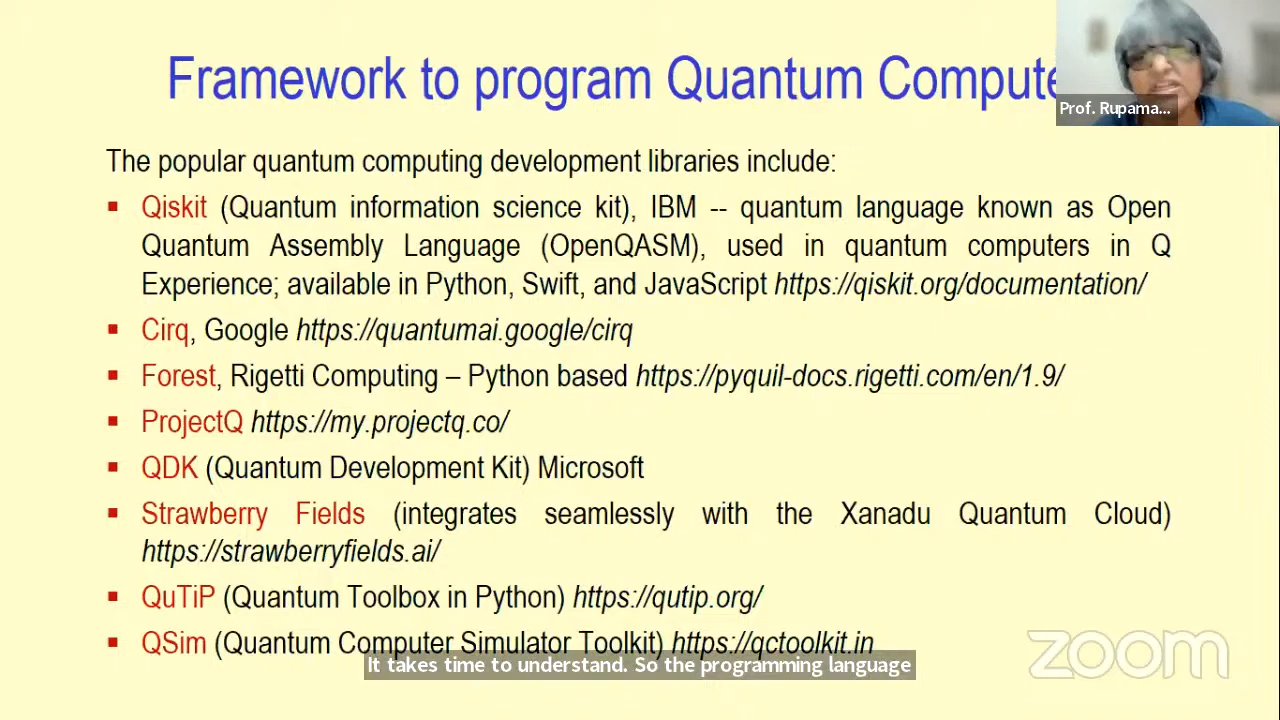 Framework to program Quantum Compute
Prof. Rupama...
The popular quantum computing development libraries include:
▪ Qiskit (Quantum information science kit), IBM -- quantum language known as Open
Quantum Assembly Language (OpenQASM), used in quantum computers in Q
Experience; available in Python, Swift, and JavaScript https://qiskit.org/documentation/
▪ Cirq, Google https://quantumai.google/cirq
▪ Forest, Rigetti Computing – Python based https://pyquil-docs.rigetti.com/en/1.9/
▪ ProjectQ https://my.projectq.co/
▪ QDK (Quantum Development Kit) Microsoft
▪ Strawberry Fields (integrates seamlessly with the Xanadu Quantum Cloud)
https://strawberryfields.ai/
▪ QuTiP (Quantum Toolbox in Python) https://qutip.org/
▪ QSim (Quantum Computer Simulator Toolkit) https://qctoolkit.in
It takes time to understand. So the programming language
zoom